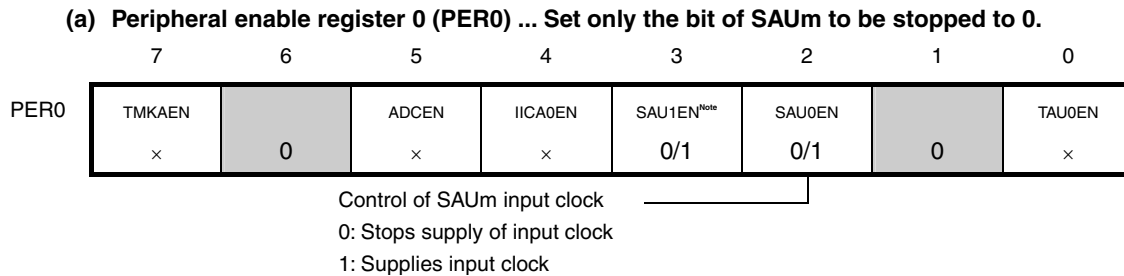 (a) Peripheral enable register 0 (PER0) ... Set only the bit of SAUm to be stopped to 0.
7 6 5 4 3 2 1 0
PER0 TMKAEN ADCEN IICA0EN SAU1EN Note SAU0EN TAU0EN
× 0 × × 0/1 0/1 0 ×
Control of SAUm input clock
0: Stops supply of input clock
1: Supplies input clock